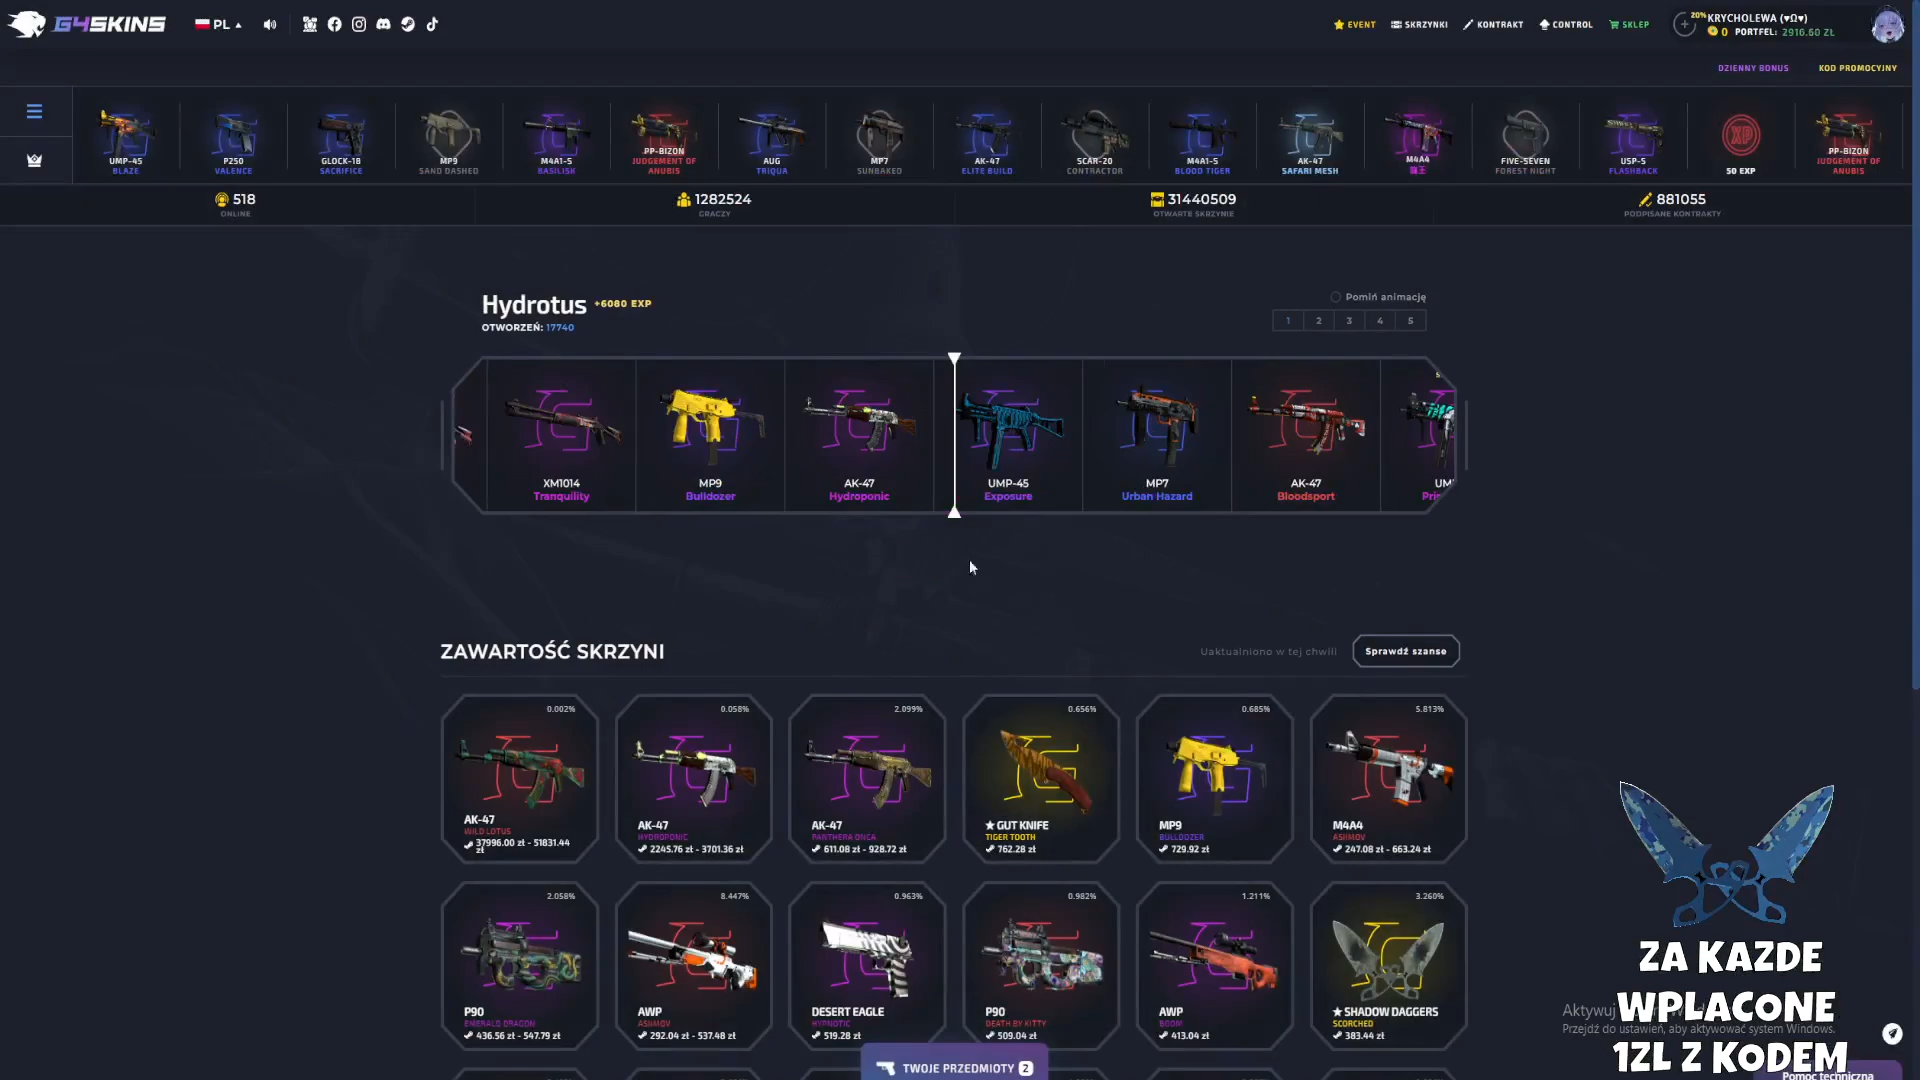 G4SKINS
PL
EVENT
SKRZYNKI
KONTRAKT
CONTROL
SKLEP
20%
KRYCHOLEWA (♥Ω♥)
0 PORTFEL: 2916.60 ZŁ
DZIENNY BONUS
KOD PROMOCYJNY
UMP-45
BLAZE
P250
VALENCE
GLOCK-18
SACRIFICE
MP9
SAND DASHED
M4A1-S
BASILISK
PP-BIZON
JUDGEMENT OF
ANUBIS
AUG
TRIQUA
MP7
SUNBAKED
AK-47
ELITE BUILD
SCAR-20
CONTRACTOR
M4A1-S
BLOOD TIGER
AK-47
SAFARI MESH
M4A4
龍王
FIVE-SEVEN
FOREST NIGHT
USP-S
FLASHBACK
XP
50 EXP
PP-BIZON
JUDGEMENT OF
ANUBIS
518
ONLINE
1282524
GRACZY
31440509
OTWARTE SKRZYNIE
881055
PODPISANE KONTRAKTY
Hydrotus +6080 EXP
OTWORZEŃ: 17740
Pomiń animację
1 2 3 4 5
XM1014
Tranquility
MP9
Bulldozer
AK-47
Hydroponic
UMP-45
Exposure
MP7
Urban Hazard
AK-47
Bloodsport
UM
Pri
ZAWARTOŚĆ SKRZYNI
Uaktualniono w tej chwili
Sprawdź szanse
0.002%
AK-47
WILD LOTUS
37996.00 zł - 51831.44
zł
0.058%
AK-47
HYDROPONIC
2245.76 zł - 3701.36 zł
2.099%
AK-47
PANTHERA ONCA
611.08 zł - 928.72 zł
0.656%
★ GUT KNIFE
TIGER TOOTH
762.28 zł
0.685%
MP9
BULLDOZER
729.92 zł
5.813%
M4A4
ASIIMOV
247.08 zł - 663.24 zł
2.058%
P90
EMERALD DRAGON
436.56 zł - 547.79 zł
8.447%
AWP
ASIIMOV
292.04 zł - 537.48 zł
0.963%
DESERT EAGLE
HYPNOTIC
519.28 zł
0.982%
P90
DEATH BY KITTY
509.04 zł
1.211%
AWP
BOOM
413.04 zł
3.260%
★ SHADOW DAGGERS
SCORCHED
383.44 zł
TWOJE PRZEDMIOTY 2
ZA KAZDE
WPLACONE
1ZL Z KODEM
Aktywuj
Przejdź do ustawień, aby aktywować system Windows.
Pomoc techniczna